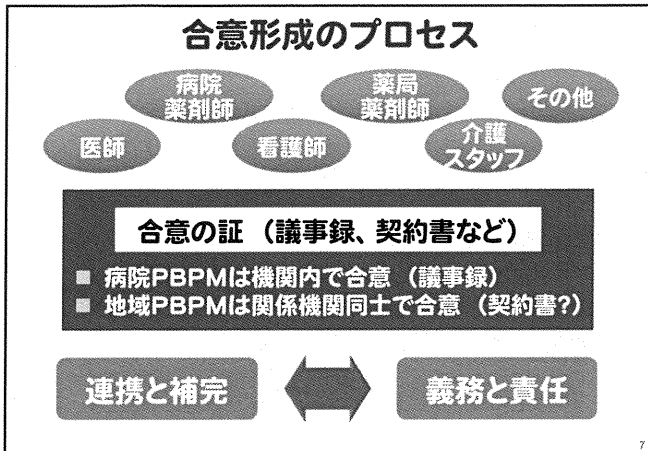 合意形成のプロセス
病院
薬剤師
薬局
薬剤師
その他
医師
看護師
介護
スタッフ
合意の証 （議事録、契約書など）
■ 病院PBPMは機関内で合意 （議事録）
■ 地域PBPMは関係機関同士で合意 （契約書?）
連携と補完
義務と責任
7